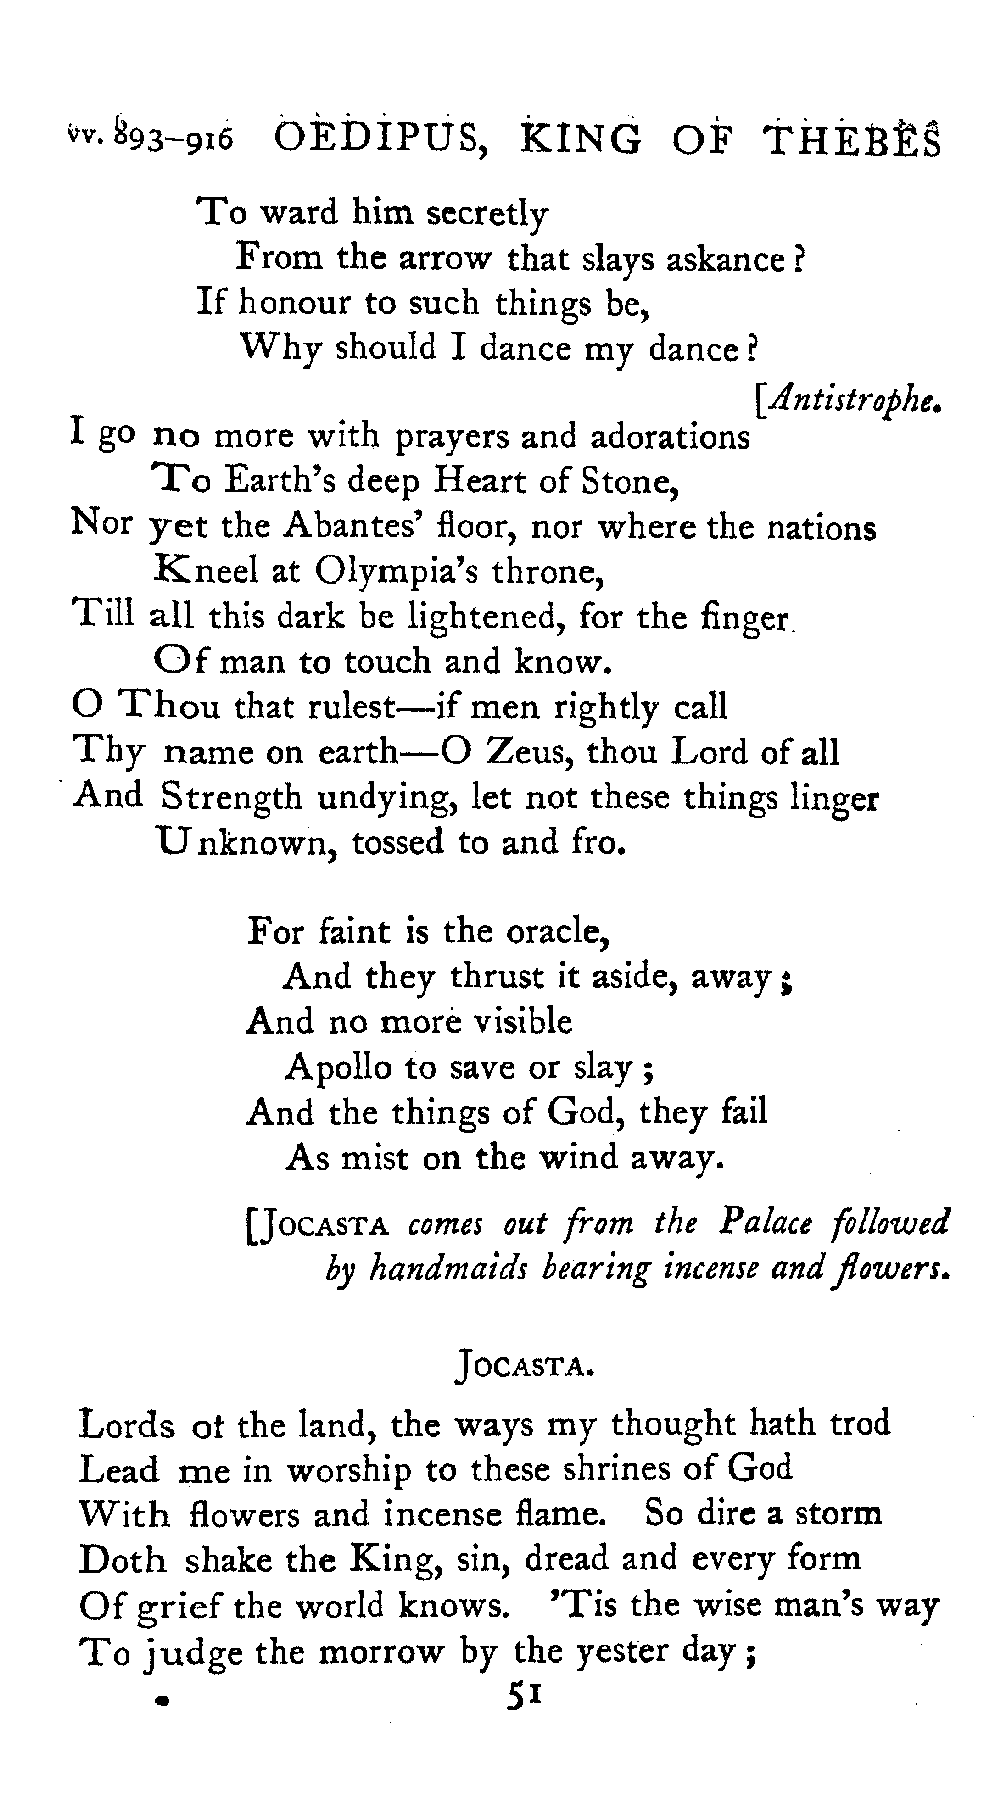 vv. 893–916 OEDIPUS, KING OF THEBES
To ward him secretly
From the arrow that slays askance?
If honour to such things be,
Why should I dance my dance?
[Antistrophe.
I go no more with prayers and adorations
To Earth's deep Heart of Stone,
Nor yet the Abantes' floor, nor where the nations
Kneel at Olympia's throne,
Till all this dark be lightened, for the finger
Of man to touch and know.
O Thou that rulest—if men rightly call
Thy name on earth—O Zeus, thou Lord of all
And Strength undying, let not these things linger
Unknown, tossed to and fro.
For faint is the oracle,
And they thrust it aside, away;
And no more visible
Apollo to save or slay;
And the things of God, they fail
As mist on the wind away.
[JOCASTA comes out from the Palace followed
by handmaids bearing incense and flowers.
JOCASTA.
Lords of the land, the ways my thought hath trod
Lead me in worship to these shrines of God
With flowers and incense flame. So dire a storm
Doth shake the King, sin, dread and every form
Of grief the world knows. 'Tis the wise man's way
To judge the morrow by the yester day;
51